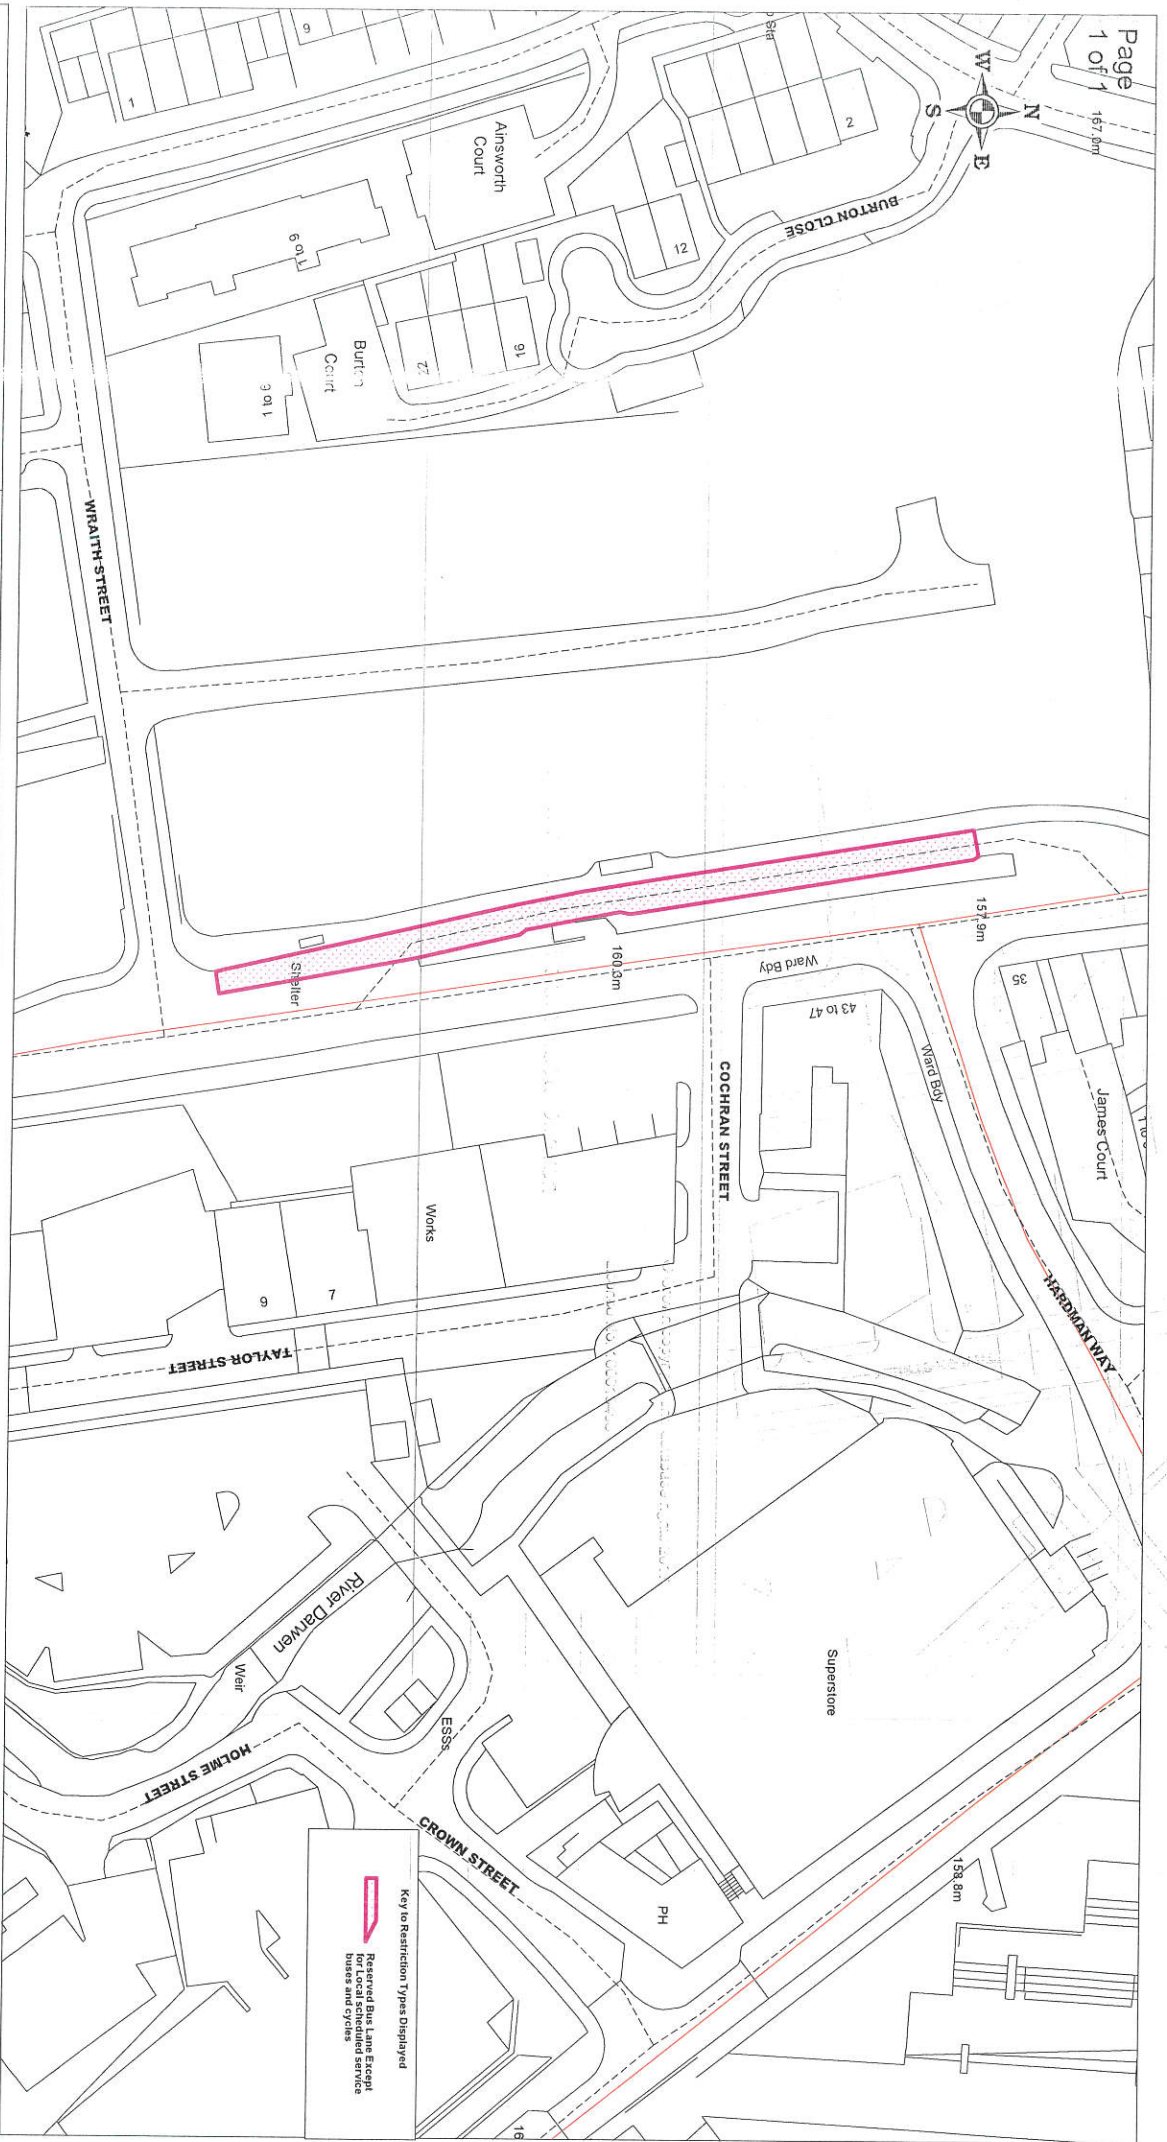 Page
1 of 1
167.0m
W
N
S
E
9
1
Ainsworth
Court
2
12
BURTON CLOSE
1 to 9
16
22
Burton
Court
1 to 6
WRAITH STREET
157.9m
160.3m
Shelter
Ward Bdy
43 to 47
Ward Bdy
35
James Court
COCHRAN STREET
HARDMAN WAY
Works
9
7
TAYLOR STREET
River Darwen
Weir
ESSs
HOLME STREET
CROWN STREET
Superstore
PH
158.8m
16
Key to Restriction Types Displayed
Reserved Bus Lane Except
for Local scheduled service
buses and cycles